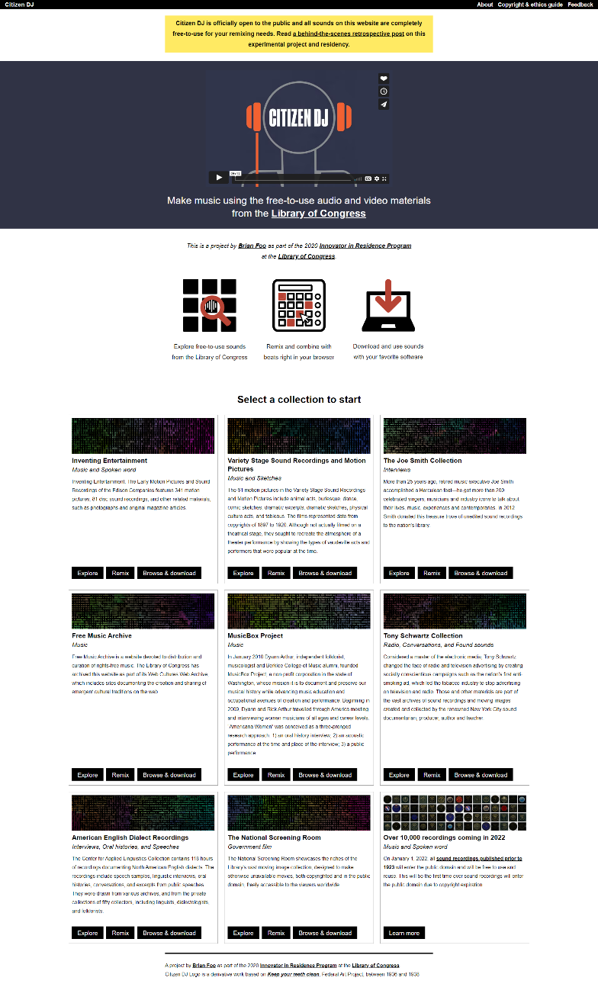 Citizen DJ
About Copyright & ethics guide Feedback
Citizen DJ is officially open to the public and all sounds on this website are completely
free-to-use for your remixing needs. Read a behind-the-scenes retrospective post on this
experimental project and residency.
CITIZEN DJ
CC
Make music using the free-to-use audio and video materials
from the Library of Congress
This is a project by Brian Foo as part of the 2020 Innovator in Residence Program
at the Library of Congress.
Explore free-to-use sounds
from the Library of Congress
Remix and combine with
beats right in your browser
Download and use sounds
with your favorite software
Select a collection to start
Inventing Entertainment
Music and Spoken word
Inventing Entertainment: The Early Motion Pictures and Sound
Recordings of the Edison Companies features 341 motion
pictures, 81 disc sound recordings, and other related materials,
such as photographs and original magazine articles.
Explore Remix Browse & download
Variety Stage Sound Recordings and Motion
Pictures
Music and Sketches
The 61 motion pictures in the Variety Stage Sound Recordings
and Motion Pictures include animal acts, burlesque, dance,
comic sketches, dramatic excerpts, dramatic sketches, physical
culture acts, and tableaus. The films represented date from
copyrights of 1897 to 1920. Although not actually filmed on a
theatrical stage, they sought to recreate the atmosphere of a
theater performance by showing the types of vaudeville acts and
performers that were popular at the time.
Explore Remix Browse & download
The Joe Smith Collection
Interviews
More than 25 years ago, retired music executive Joe Smith
accomplished a Herculean feat—he got more than 200
celebrated singers, musicians and industry icons to talk about
their lives, music, experiences and contemporaries. In 2012
Smith donated this treasure trove of unedited sound recordings
to the nation's library.
Explore Remix Browse & download
Free Music Archive
Music
Free Music Archive is a website devoted to distribution and
curation of rights-free music. The Library of Congress has
archived this website as part of its Web Cultures Web Archive
which includes sites documenting the creation and sharing of
emergent cultural traditions on the web.
Explore Remix Browse & download
MusicBox Project
Music
In January 2010 Dyann Arthur, independent folklorist,
musicologist and Berklee College of Music alumni, founded
MusicBox Project, a non-profit corporation in the state of
Washington, whose mission it is to document and preserve our
musical history while advancing music education and
occupational avenues of creation and performance. Beginning in
2009, Dyann and Rick Arthur travelled through America meeting
and interviewing women musicians of all ages and career levels.
"Americana Women" was conceived as a three-pronged
research approach: 1) an oral history interview; 2) an acoustic
performance at the time and place of the interview; 3) a public
performance
Explore Remix Browse & download
Tony Schwartz Collection
Radio, Conversations, and Found sounds
Considered a master of the electronic media, Tony Schwartz
changed the face of radio and television advertising by creating
socially conscientious campaigns such as the nation's first anti-
smoking ad, which led the tobacco industry to stop advertising
on television and radio. Those and other materials are part of
the vast archives of sound recordings and moving images
created and collected by the renowned New York City sound
documentarian, producer, author and teacher.
Explore Remix Browse & download
American English Dialect Recordings
Interviews, Oral histories, and Speeches
The Center for Applied Linguistics Collection contains 118 hours
of recordings documenting North American English dialects. The
recordings include speech samples, linguistic interviews, oral
histories, conversations, and excerpts from public speeches.
They were drawn from various archives, and from the private
collections of fifty collectors, including linguists, dialectologists,
and folklorists.
Explore Remix Browse & download
The National Screening Room
Government film
The National Screening Room showcases the riches of the
Library's vast moving image collection, designed to make
otherwise unavailable movies, both copyrighted and in the public
domain, freely accessible to the viewers worldwide.
Explore Remix Browse & download
Over 10,000 recordings coming in 2022
Music and Spoken word
On January 1, 2022, all sound recordings published prior to
1923 will enter the public domain and will be free to use and
reuse. This will be the first time ever sound recordings will enter
the public domain due to copyright expiration.
Learn more
A project by Brian Foo as part of the 2020 Innovator in Residence Program at the Library of Congress
Citizen DJ Logo is a derivative work based on Keep your teeth clean, Federal Art Project, between 1936 and 1938